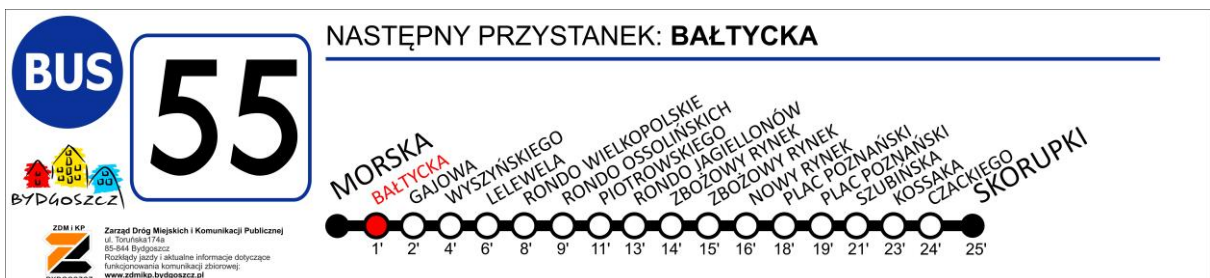 BUS
55
NASTĘPNY PRZYSTANEK: BAŁTYCKA
MORSKA
BAŁTYCKA
GAJOWA
WYSZYŃSKIEGO
LELEWELA
RONDO WIELKOPOLSKIE
RONDO OSSOLIŃSKICH
PIOTROWSKIEGO
RONDO JAGIELLONÓW
ZBOŻOWY RYNEK
ZBOŻOWY RYNEK
NOWY RYNEK
PLAC POZNAŃSKI
PLAC POZNAŃSKI
SZUBIŃSKA
KOSSAKA
CZACKIEGO
SKORUPKI
1' 2' 4' 6' 8' 9' 11' 13' 14' 15' 16' 18' 19' 21' 23' 24' 25'
BYDGOSZCZ
ZDM i KP
BYDGOSZCZ
Zarząd Dróg Miejskich i Komunikacji Publicznej
ul. Toruńska174a
85-844 Bydgoszcz
Rozkłady jazdy i aktualne informacje dotyczące
funkcjonowania komunikacji zbiorowej:
www.zdmikp.bydgoszcz.pl